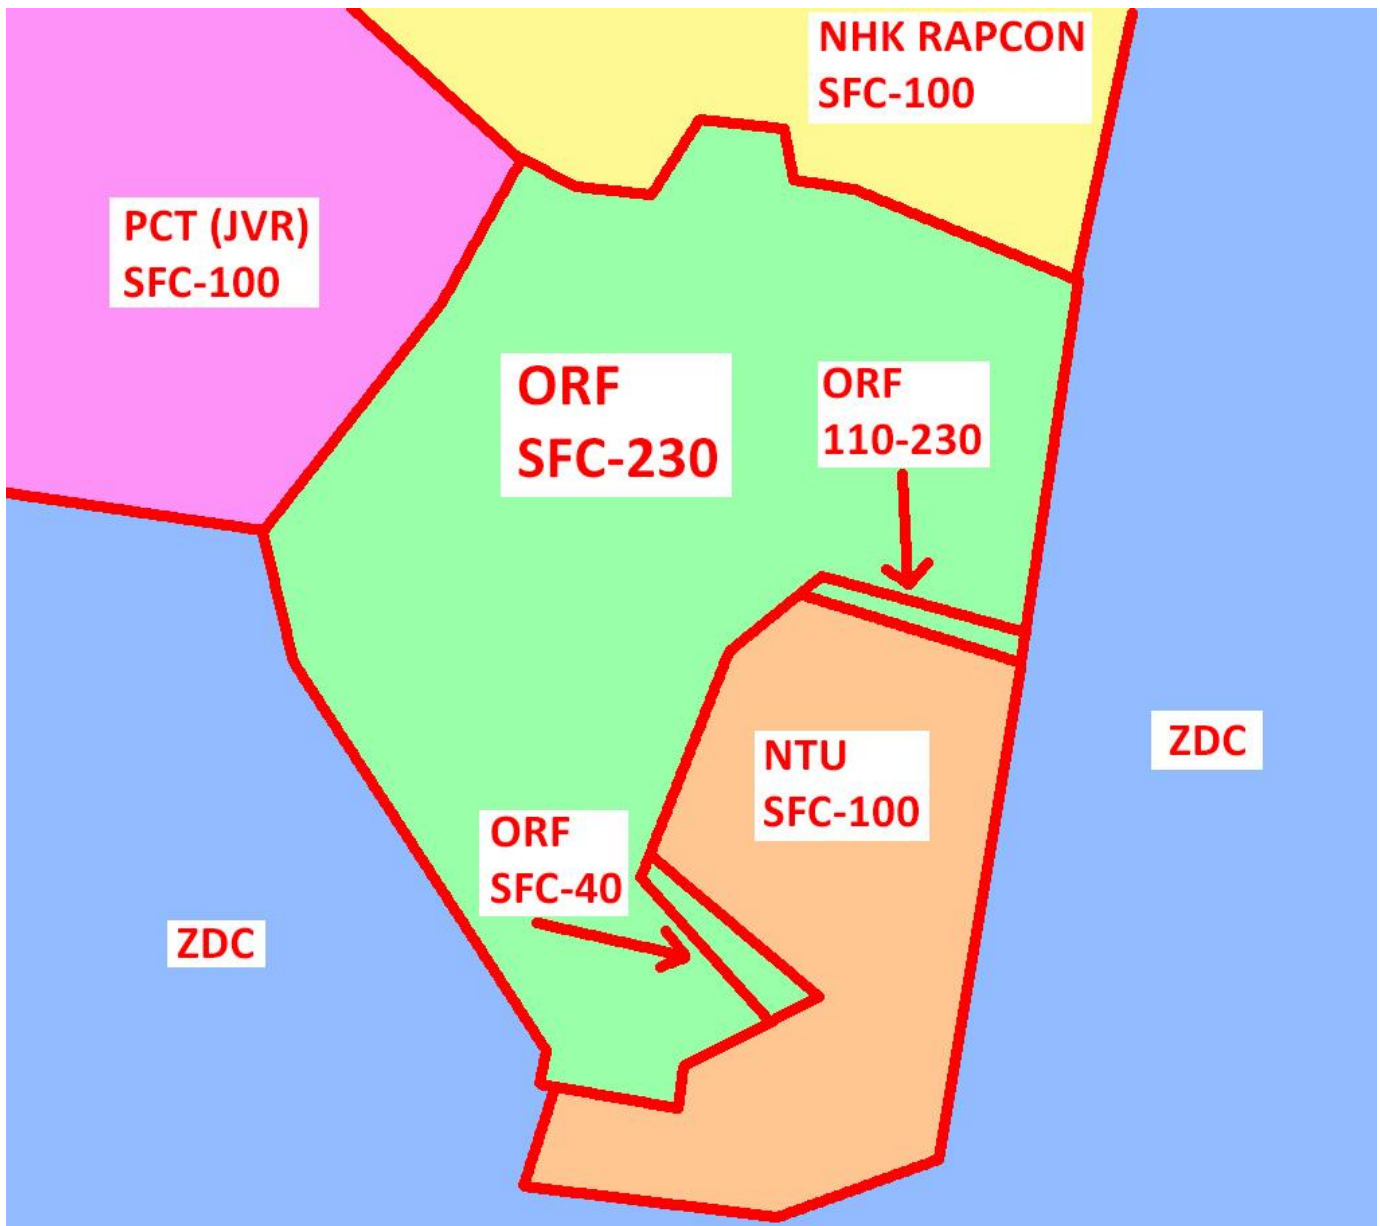 NHK RAPCON
SFC-100
PCT (JVR)
SFC-100
ORF
SFC-230
ORF
110-230
ZDC
NTU
SFC-100
ORF
SFC-40
ZDC